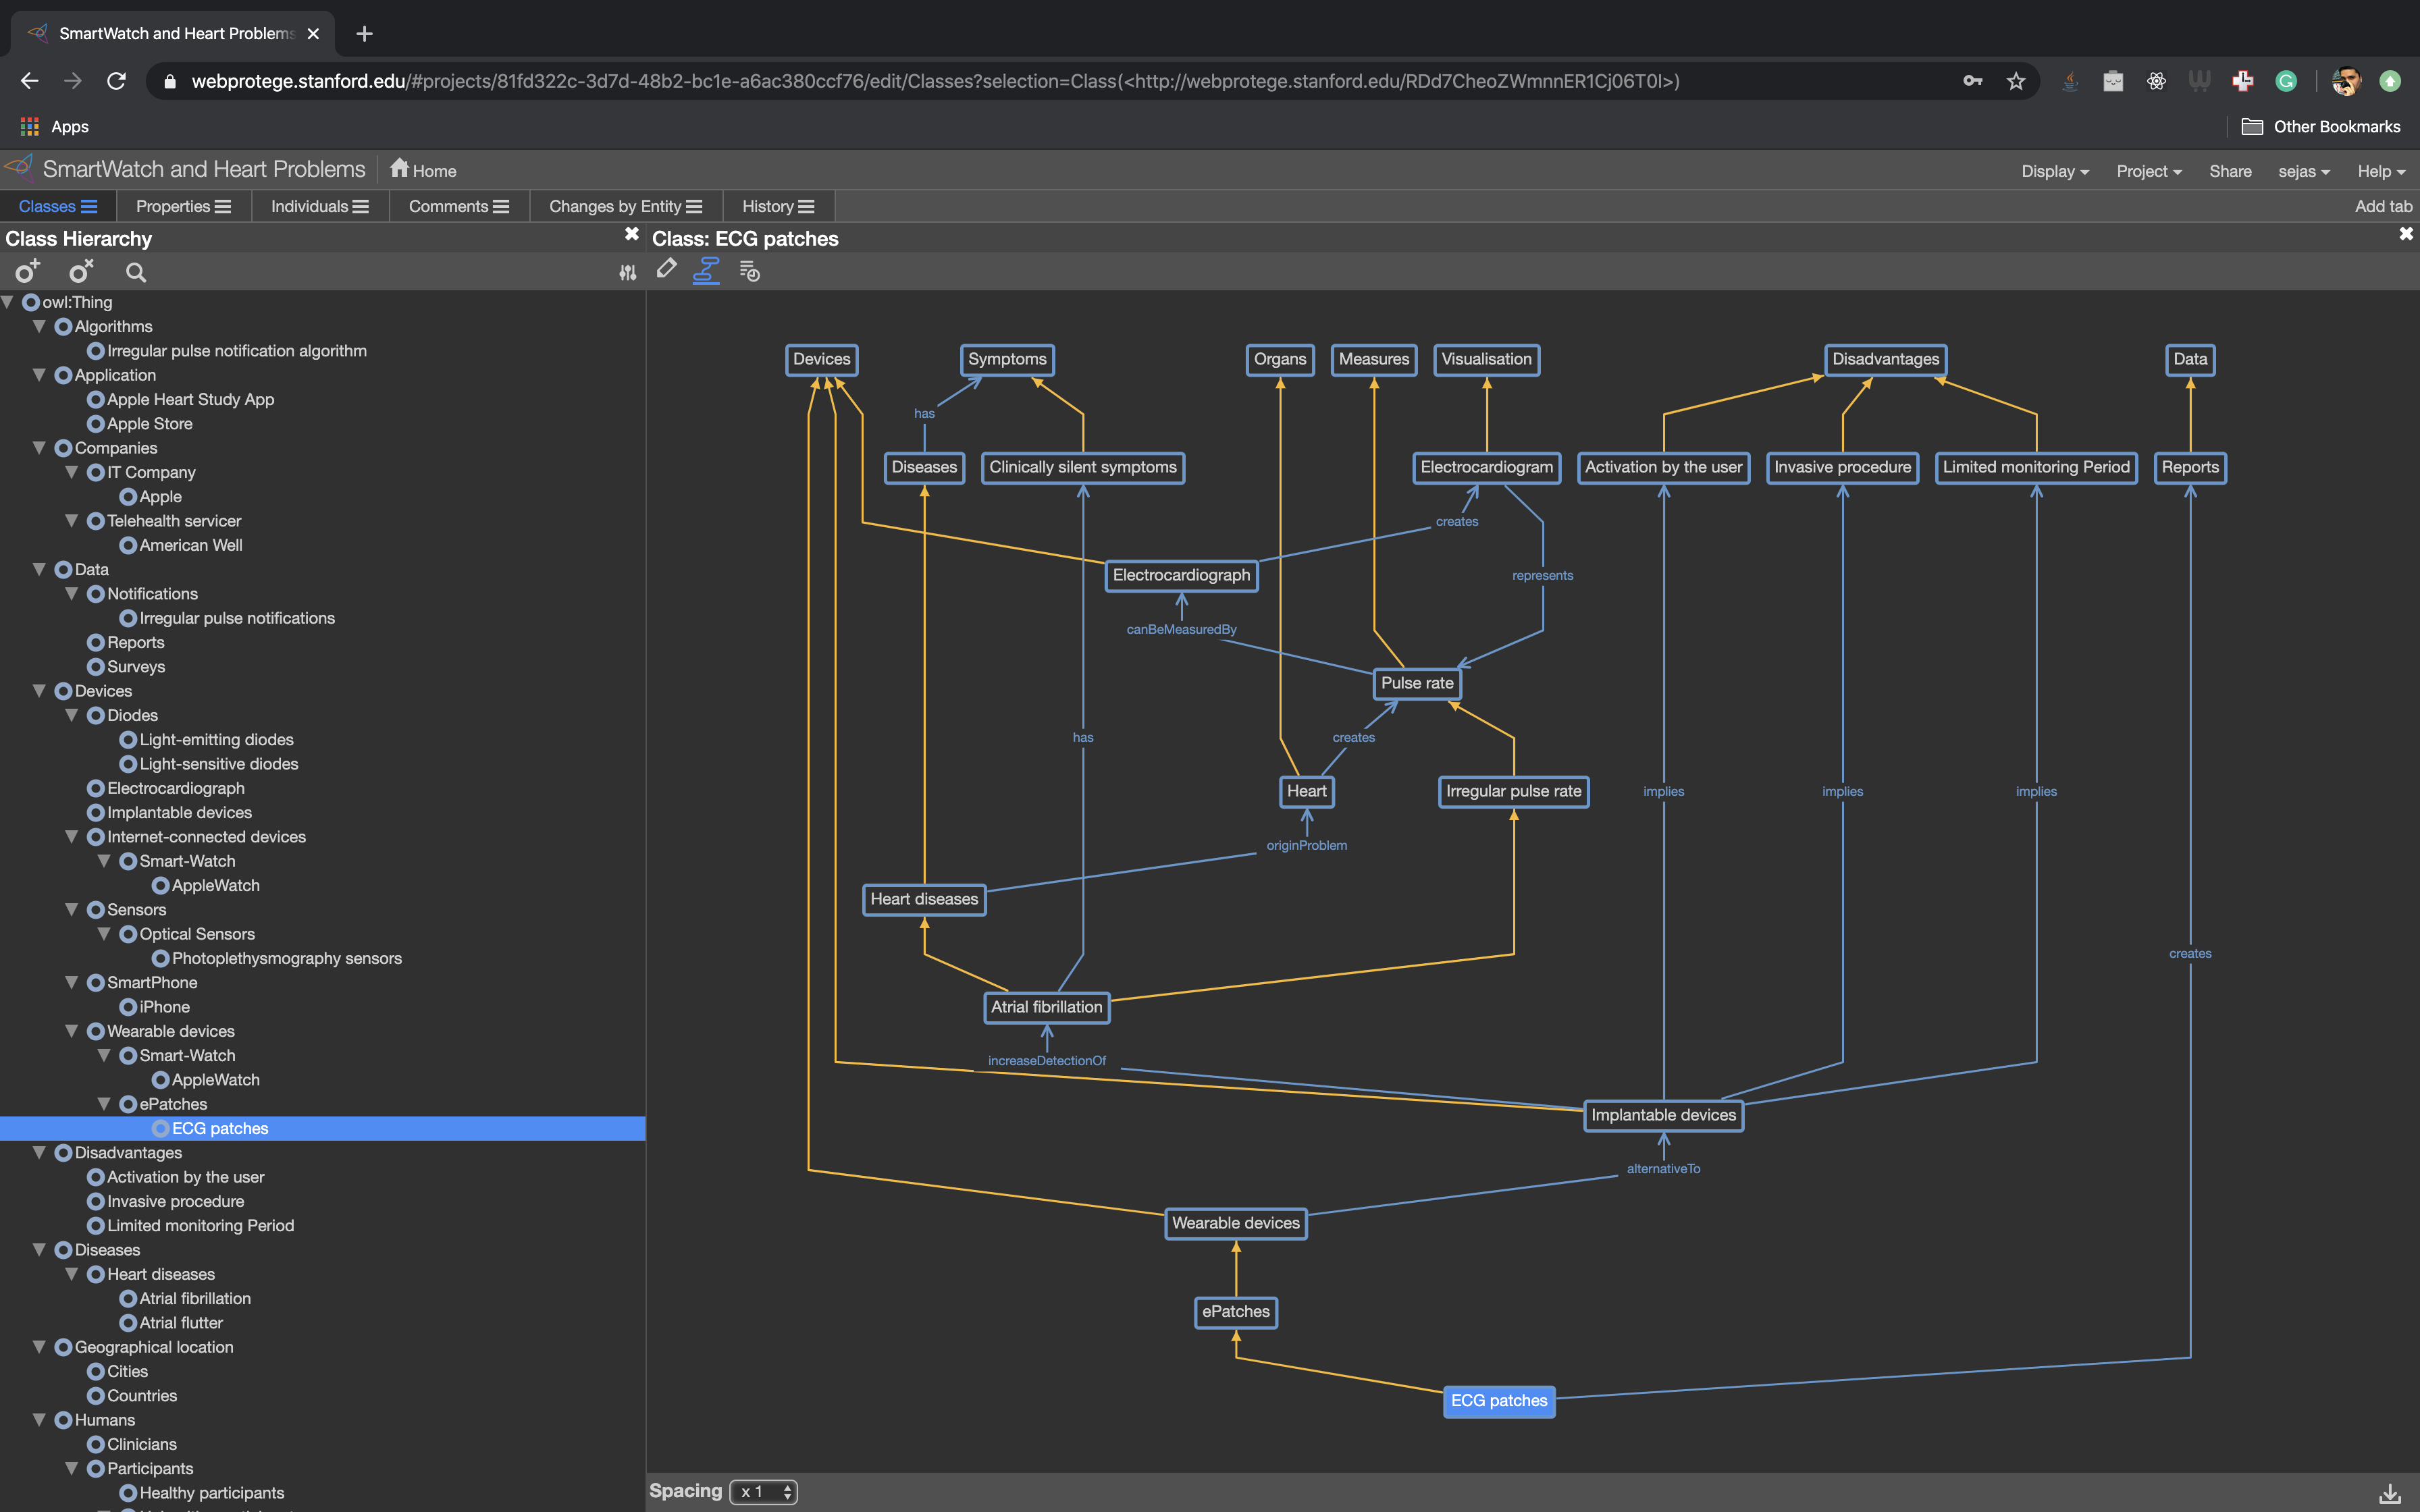 SmartWatch and Heart Problems
webprotege.stanford.edu/#projects/81fd322c-3d7d-48b2-bc1e-a6ac380ccf76/edit/Classes?selection=Class(<http://webprotege.stanford.edu/RDd7CheoZWmnnER1Cj06T0I>)
Apps
Other Bookmarks
SmartWatch and Heart Problems Home
Display Project Share sejas Help
Classes Properties Individuals Comments Changes by Entity History Add tab
Class Hierarchy
owl:Thing
Algorithms
Irregular pulse notification algorithm
Application
Apple Heart Study App
Apple Store
Companies
IT Company
Apple
Telehealth servicer
American Well
Data
Notifications
Irregular pulse notifications
Reports
Surveys
Devices
Diodes
Light-emitting diodes
Light-sensitive diodes
Electrocardiograph
Implantable devices
Internet-connected devices
Smart-Watch
AppleWatch
Sensors
Optical Sensors
Photoplethysmography sensors
SmartPhone
iPhone
Wearable devices
Smart-Watch
AppleWatch
ePatches
ECG patches
Disadvantages
Activation by the user
Invasive procedure
Limited monitoring Period
Diseases
Heart diseases
Atrial fibrillation
Atrial flutter
Geographical location
Cities
Countries
Humans
Clinicians
Participants
Healthy participants
Class: ECG patches
Devices Symptoms Organs Measures Visualisation Disadvantages Data
has
Diseases Clinically silent symptoms Electrocardiogram Activation by the user Invasive procedure Limited monitoring Period Reports
creates
Electrocardiograph represents
canBeMeasuredBy
Pulse rate
has creates
Heart Irregular pulse rate implies implies implies
originProblem
Heart diseases
creates
Atrial fibrillation
increaseDetectionOf
Implantable devices
alternativeTo
Wearable devices
ePatches
ECG patches
Spacing x 1